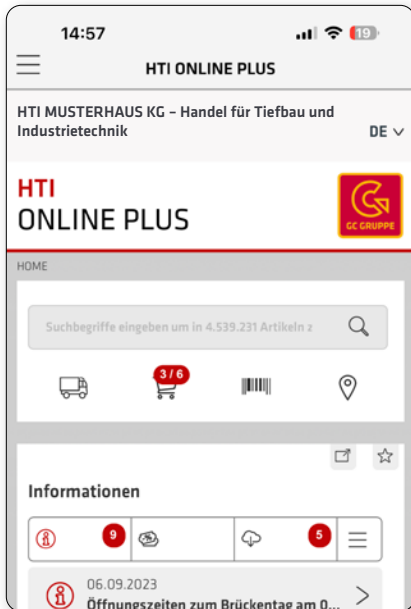 14:57
19
HTI ONLINE PLUS
HTI MUSTERHAUS KG – Handel für Tiefbau und
Industrietechnik
DE
HTI
ONLINE PLUS
GC GRUPPE
HOME
Suchbegriffe eingeben um in 4.539.231 Artikeln z
3 / 6
Informationen
9
5
06.09.2023
Öffnungszeiten zum Brückentag am 0...